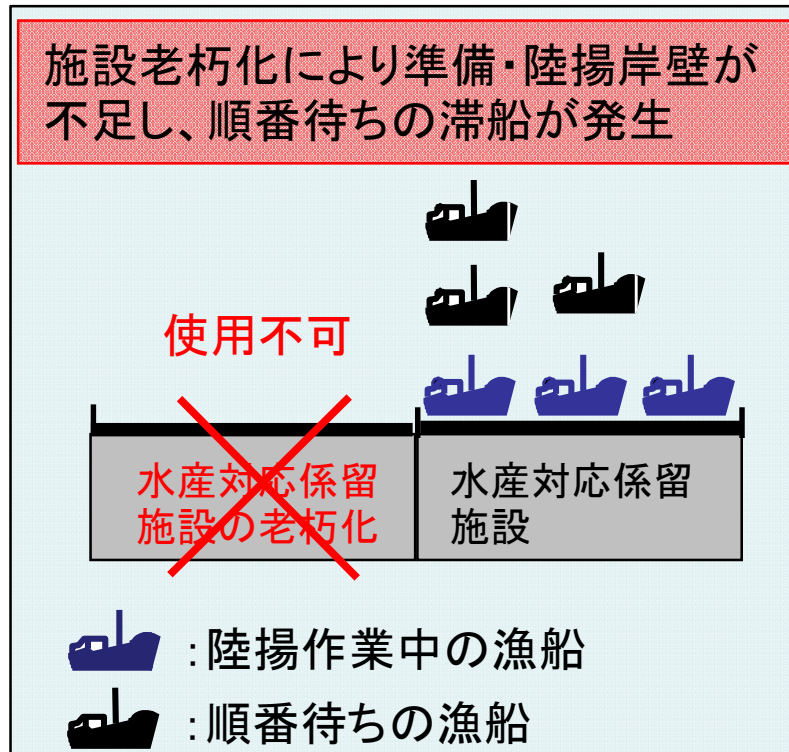 施設老朽化により準備・陸揚岸壁が
不足し、順番待ちの滞船が発生
使用不可
水産対応係留
施設の老朽化
水産対応係留
施設
:陸揚作業中の漁船
:順番待ちの漁船